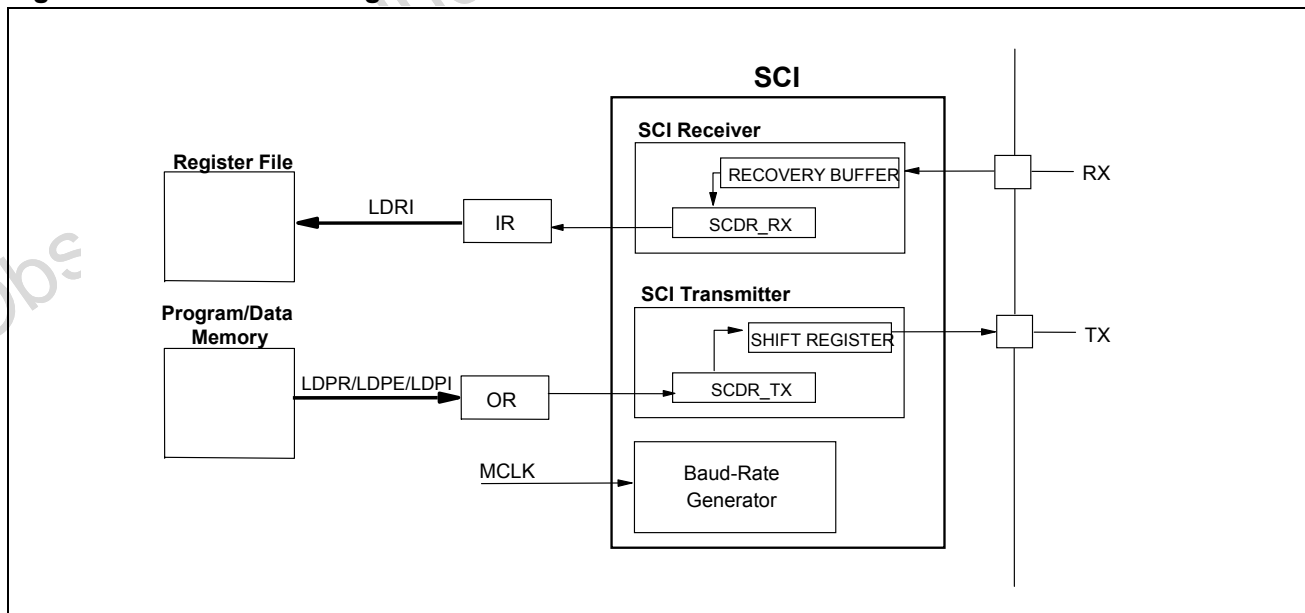 SCI
SCI Receiver
RECOVERY BUFFER
SCDR_RX
RX
Register File
LDRI
IR
SCI Transmitter
SHIFT REGISTER
SCDR_TX
TX
Program/Data
Memory
LDPR/LDPE/LDPI
OR
MCLK
Baud-Rate
Generator